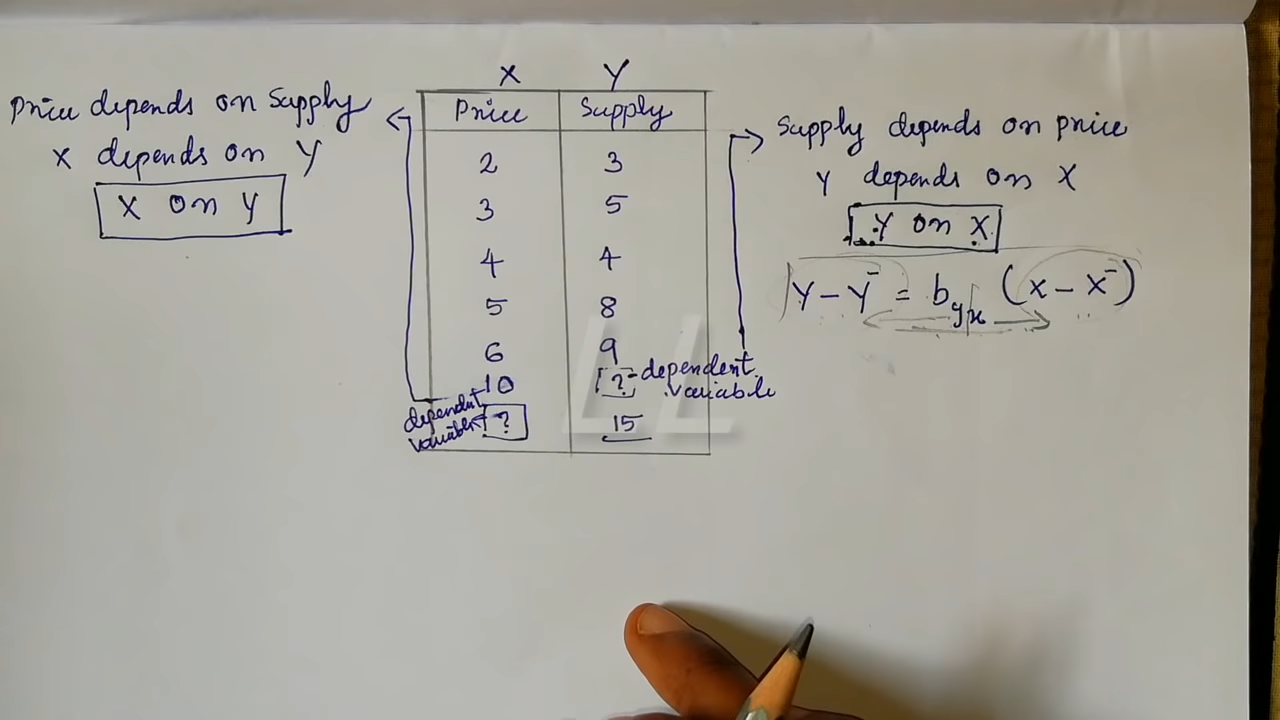 Price depends on Supply
X depends on Y
X on Y
X Y
Price Supply
2 3
3 5
4 4
5 8
6 9
10 ? - dependent variable
dependent variable ? 15
Supply depends on price
Y depends on X
Y on X
Y - Y̅ = byx (X - X̅)
LL